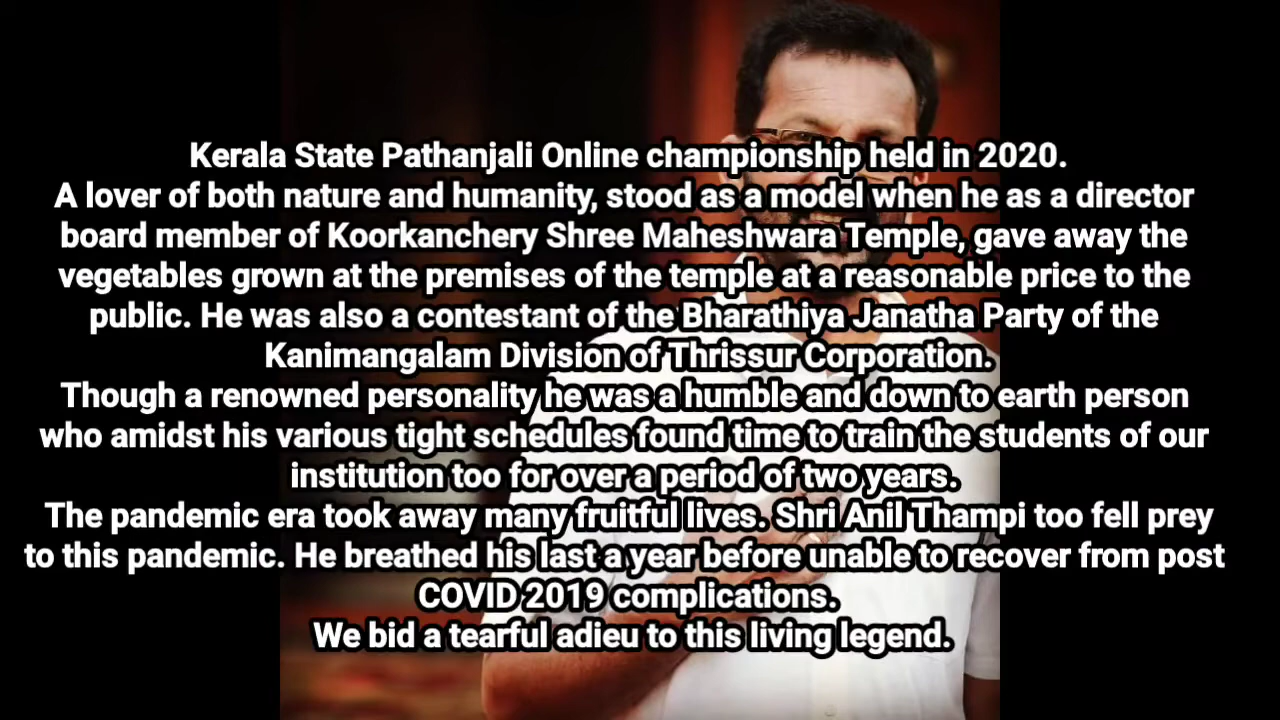 Kerala State Pathanjali Online championship held in 2020.
A lover of both nature and humanity, stood as a model when he as a director
board member of Koorkanchery Shree Maheshwara Temple, gave away the
vegetables grown at the premises of the temple at a reasonable price to the
public. He was also a contestant of the Bharathiya Janatha Party of the
Kanimangalam Division of Thrissur Corporation.
Though a renowned personality he was a humble and down to earth person
who amidst his various tight schedules found time to train the students of our
institution too for over a period of two years.
The pandemic era took away many fruitful lives. Shri Anil Thampi too fell prey
to this pandemic. He breathed his last a year before unable to recover from post
COVID 2019 complications.
We bid a tearful adieu to this living legend.